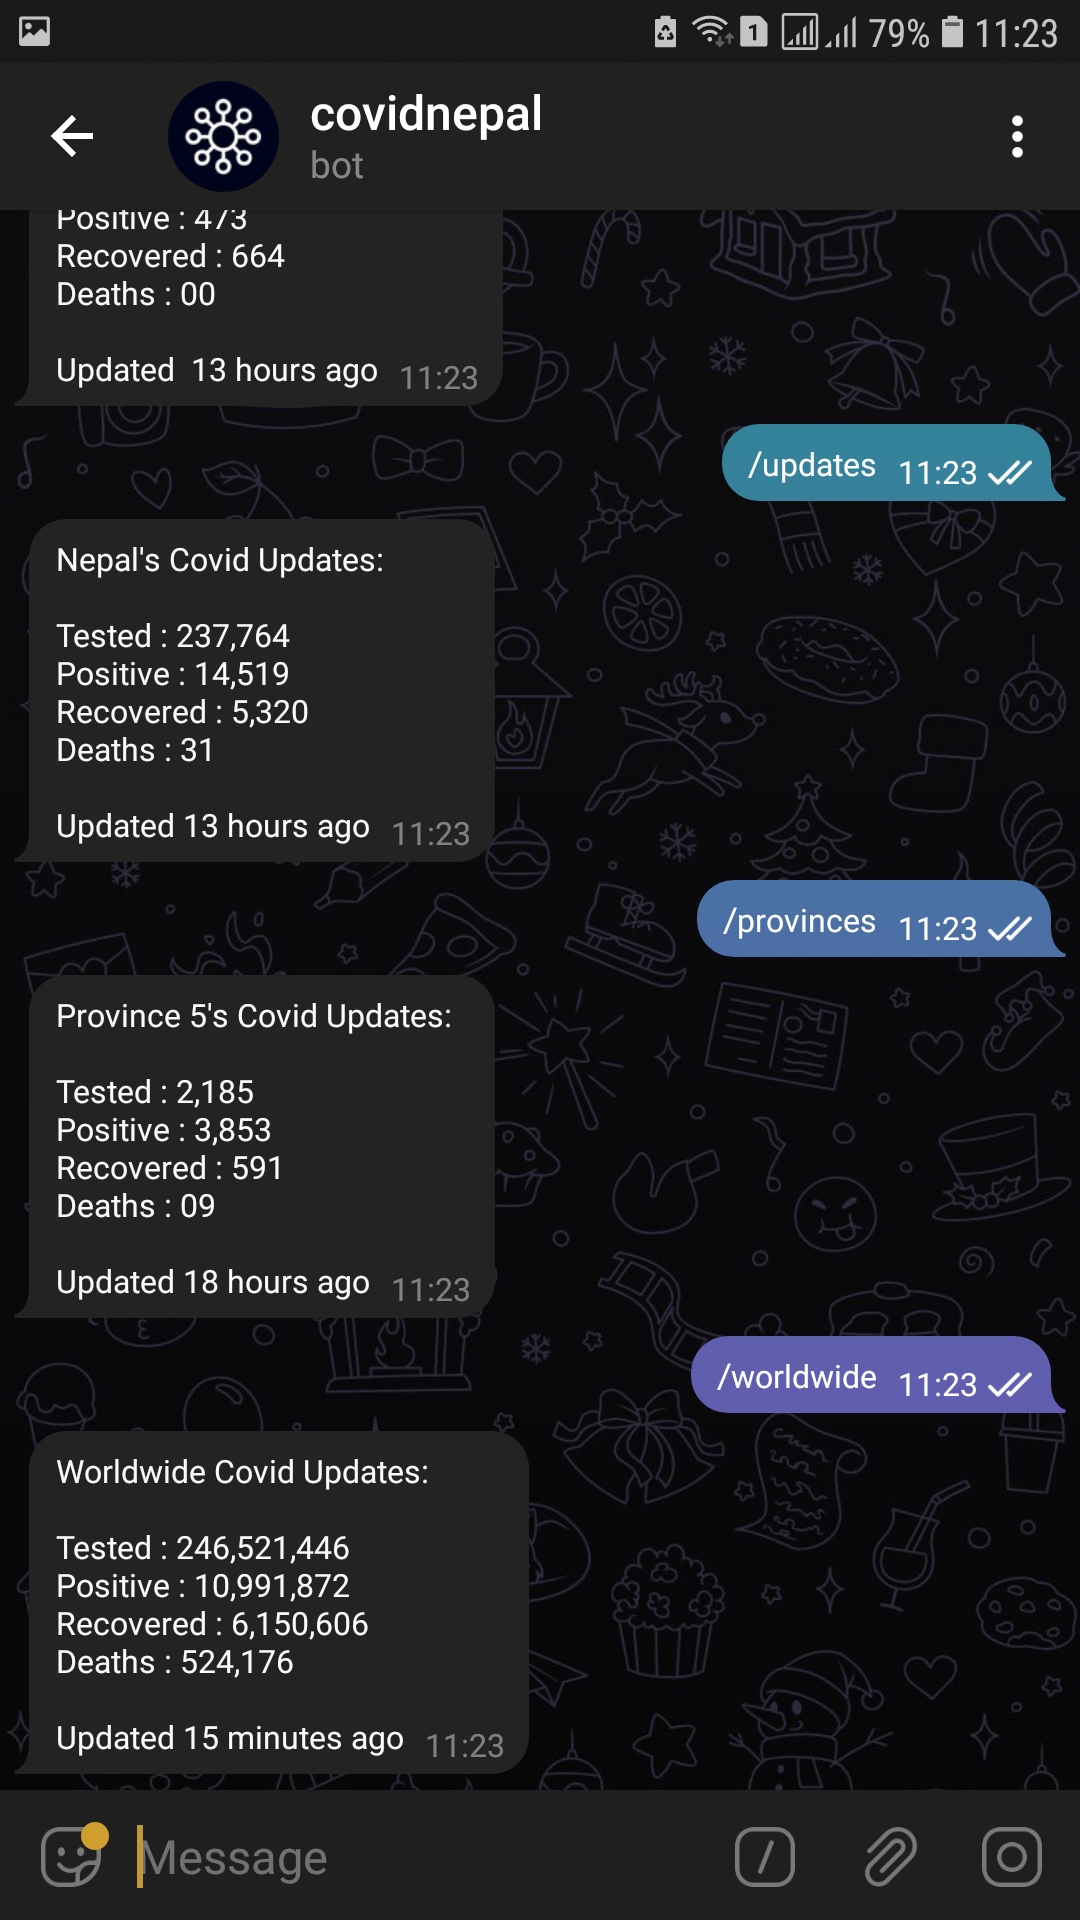 1 79% 11:23
covidnepal
bot
Positive : 473
Recovered : 664
Deaths : 00
Updated 13 hours ago 11:23
/updates 11:23
Nepal's Covid Updates:
Tested : 237,764
Positive : 14,519
Recovered : 5,320
Deaths : 31
Updated 13 hours ago 11:23
/provinces 11:23
Province 5's Covid Updates:
Tested : 2,185
Positive : 3,853
Recovered : 591
Deaths : 09
Updated 18 hours ago 11:23
/worldwide 11:23
Worldwide Covid Updates:
Tested : 246,521,446
Positive : 10,991,872
Recovered : 6,150,606
Deaths : 524,176
Updated 15 minutes ago 11:23
Message